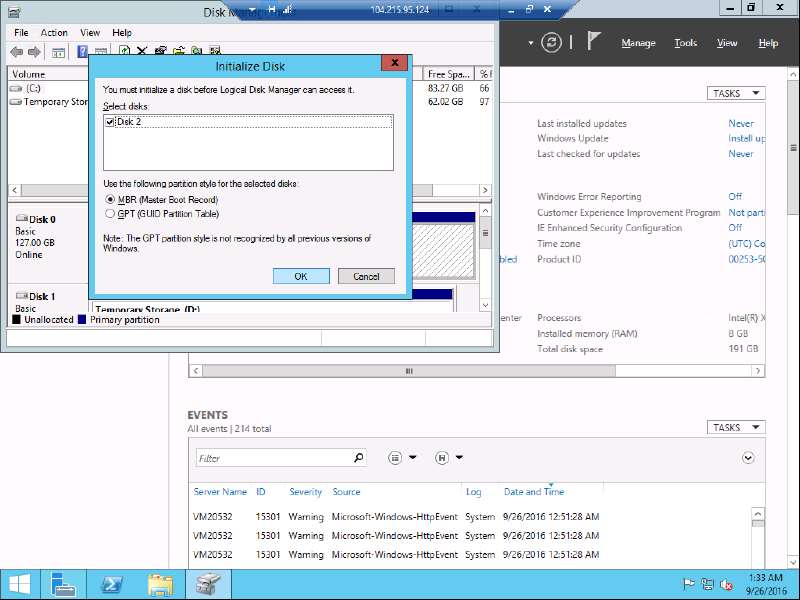 Disk Man
104.215.95.124
File Action View Help
Manage Tools View Help
Initialize Disk
Volume
Free Spa... % F
(C:)
83.27 GB 66
Temporary Stor
62.02 GB 97
You must initialize a disk before Logical Disk Manager can access it.
Select disks:
Disk 2
Use the following partition style for the selected disks:
MBR (Master Boot Record)
GPT (GUID Partition Table)
Note: The GPT partition style is not recognized by all previous versions of
Windows.
OK Cancel
Disk 0
Basic
127.00 GB
Online
Disk 1
Basic
Temporary Storage (D:)
Unallocated Primary partition
TASKS
Last installed updates Never
Windows Update Install up
Last checked for updates Never
Windows Error Reporting Off
Customer Experience Improvement Program Not parti
IE Enhanced Security Configuration Off
Time zone (UTC) Co
bled Product ID 00253-50
enter Processors Intel(R) X
Installed memory (RAM) 8 GB
Total disk space 191 GB
EVENTS
All events | 214 total
TASKS
Filter
Server Name ID Severity Source Log Date and Time
VM20532 15301 Warning Microsoft-Windows-HttpEvent System 9/26/2016 12:51:28 AM
VM20532 15301 Warning Microsoft-Windows-HttpEvent System 9/26/2016 12:51:28 AM
VM20532 15301 Warning Microsoft-Windows-HttpEvent System 9/26/2016 12:51:28 AM
1:33 AM
9/26/2016